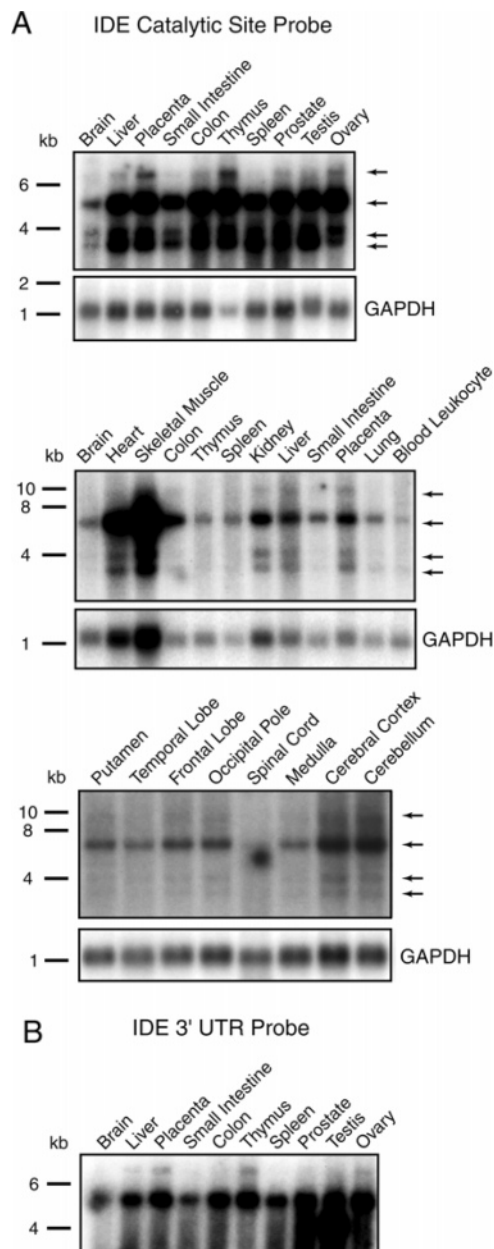 A IDE Catalytic Site Probe
kb Brain Liver Placenta Small Intestine Colon Thymus Spleen Prostate Testis Ovary
6
4
2
1 GAPDH
kb Brain Heart Skeletal Muscle Colon Thymus Spleen Kidney Liver Small Intestine Placenta Lung Blood Leukocyte
10
8
4
1 GAPDH
kb Putamen Temporal Lobe Frontal Lobe Occipital Pole Spinal Cord Medulla Cerebral Cortex Cerebellum
10
8
4
1 GAPDH
B IDE 3' UTR Probe
kb Brain Liver Placenta Small Intestine Colon Thymus Spleen Prostate Testis Ovary
6
4